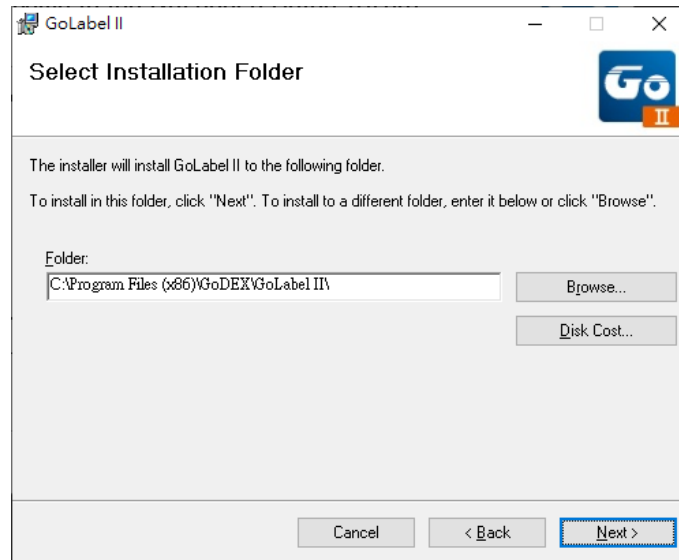 GoLabel II
Select Installation Folder
Go
II
The installer will install GoLabel II to the following folder.
To install in this folder, click "Next". To install to a different folder, enter it below or click "Browse".
Folder:
C:\Program Files (x86)\GoDEX\GoLabel II\
Browse...
Disk Cost...
Cancel
< Back
Next >